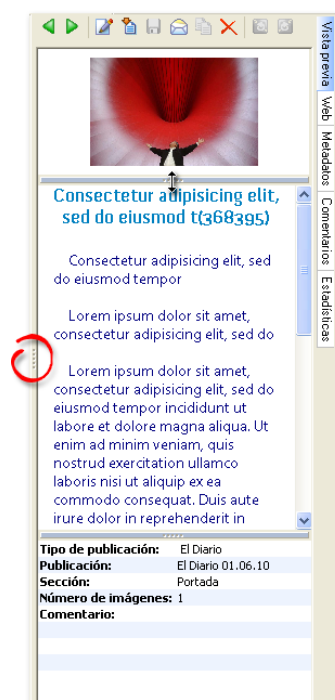 Consectetur adipisicing elit,
sed do eiusmod t(368395)
Consectetur adipisicing elit, sed
do eiusmod tempor
Lorem ipsum dolor sit amet,
consectetur adipisicing elit, sed do
Lorem ipsum dolor sit amet,
consectetur adipisicing elit, sed do
eiusmod tempor incididunt ut
labore et dolore magna aliqua. Ut
enim ad minim veniam, quis
nostrud exercitation ullamco
laboris nisi ut aliquip ex ea
commodo consequat. Duis aute
irure dolor in reprehenderit in
Tipo de publicación: El Diario
Publicación: El Diario 01.06.10
Sección: Portada
Número de imágenes: 1
Comentario:
Vista previa
Web
Metadatos
Comentarios
Estadísticas